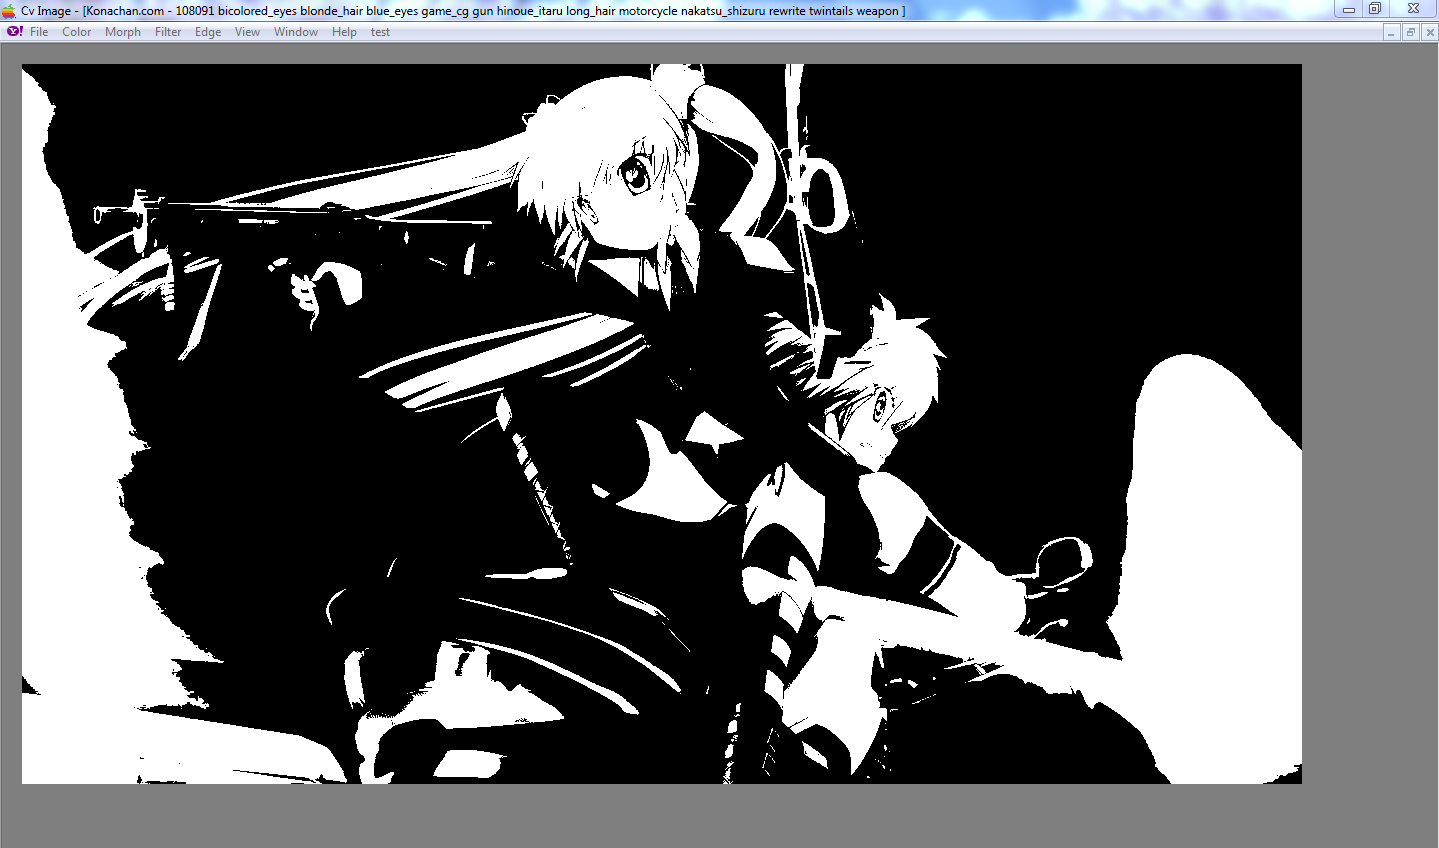 Cv Image - [Konachan.com - 108091 bicolored_eyes blonde_hair blue_eyes game_cg gun hinoue_itaru long_hair motorcycle nakatsu_shizuru rewrite twintails weapon ]
Y! File Color Morph Filter Edge View Window Help test